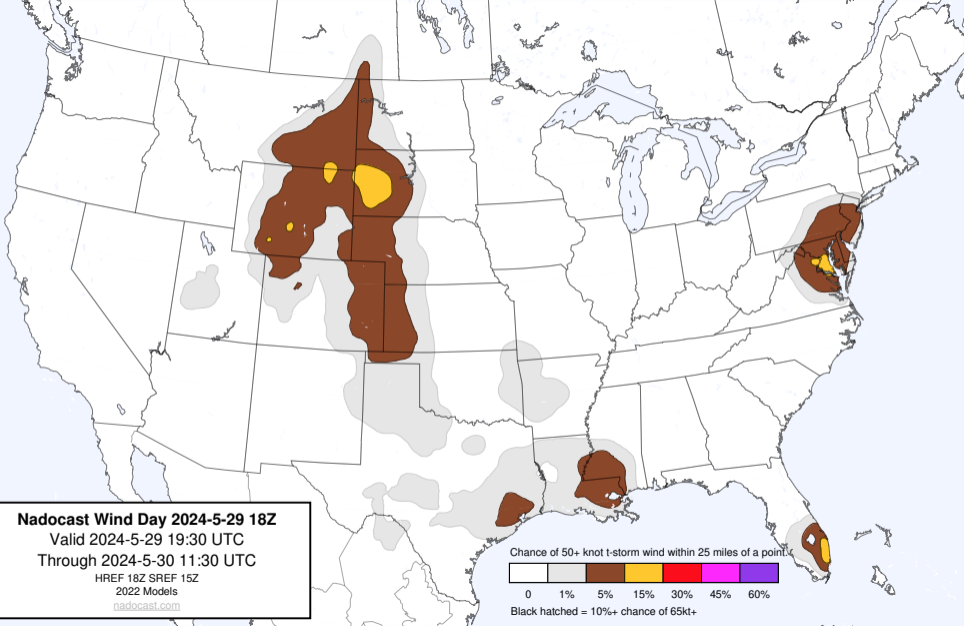 Nadocast Wind Day 2024-5-29 18Z
Valid 2024-5-29 19:30 UTC
Through 2024-5-30 11:30 UTC
HREF 18Z SREF 15Z
2022 Models
nadocast.com
Chance of 50+ knot t-storm wind within 25 miles of a point.
0 1% 5% 15% 30% 45% 60%
Black hatched = 10%+ chance of 65kt+